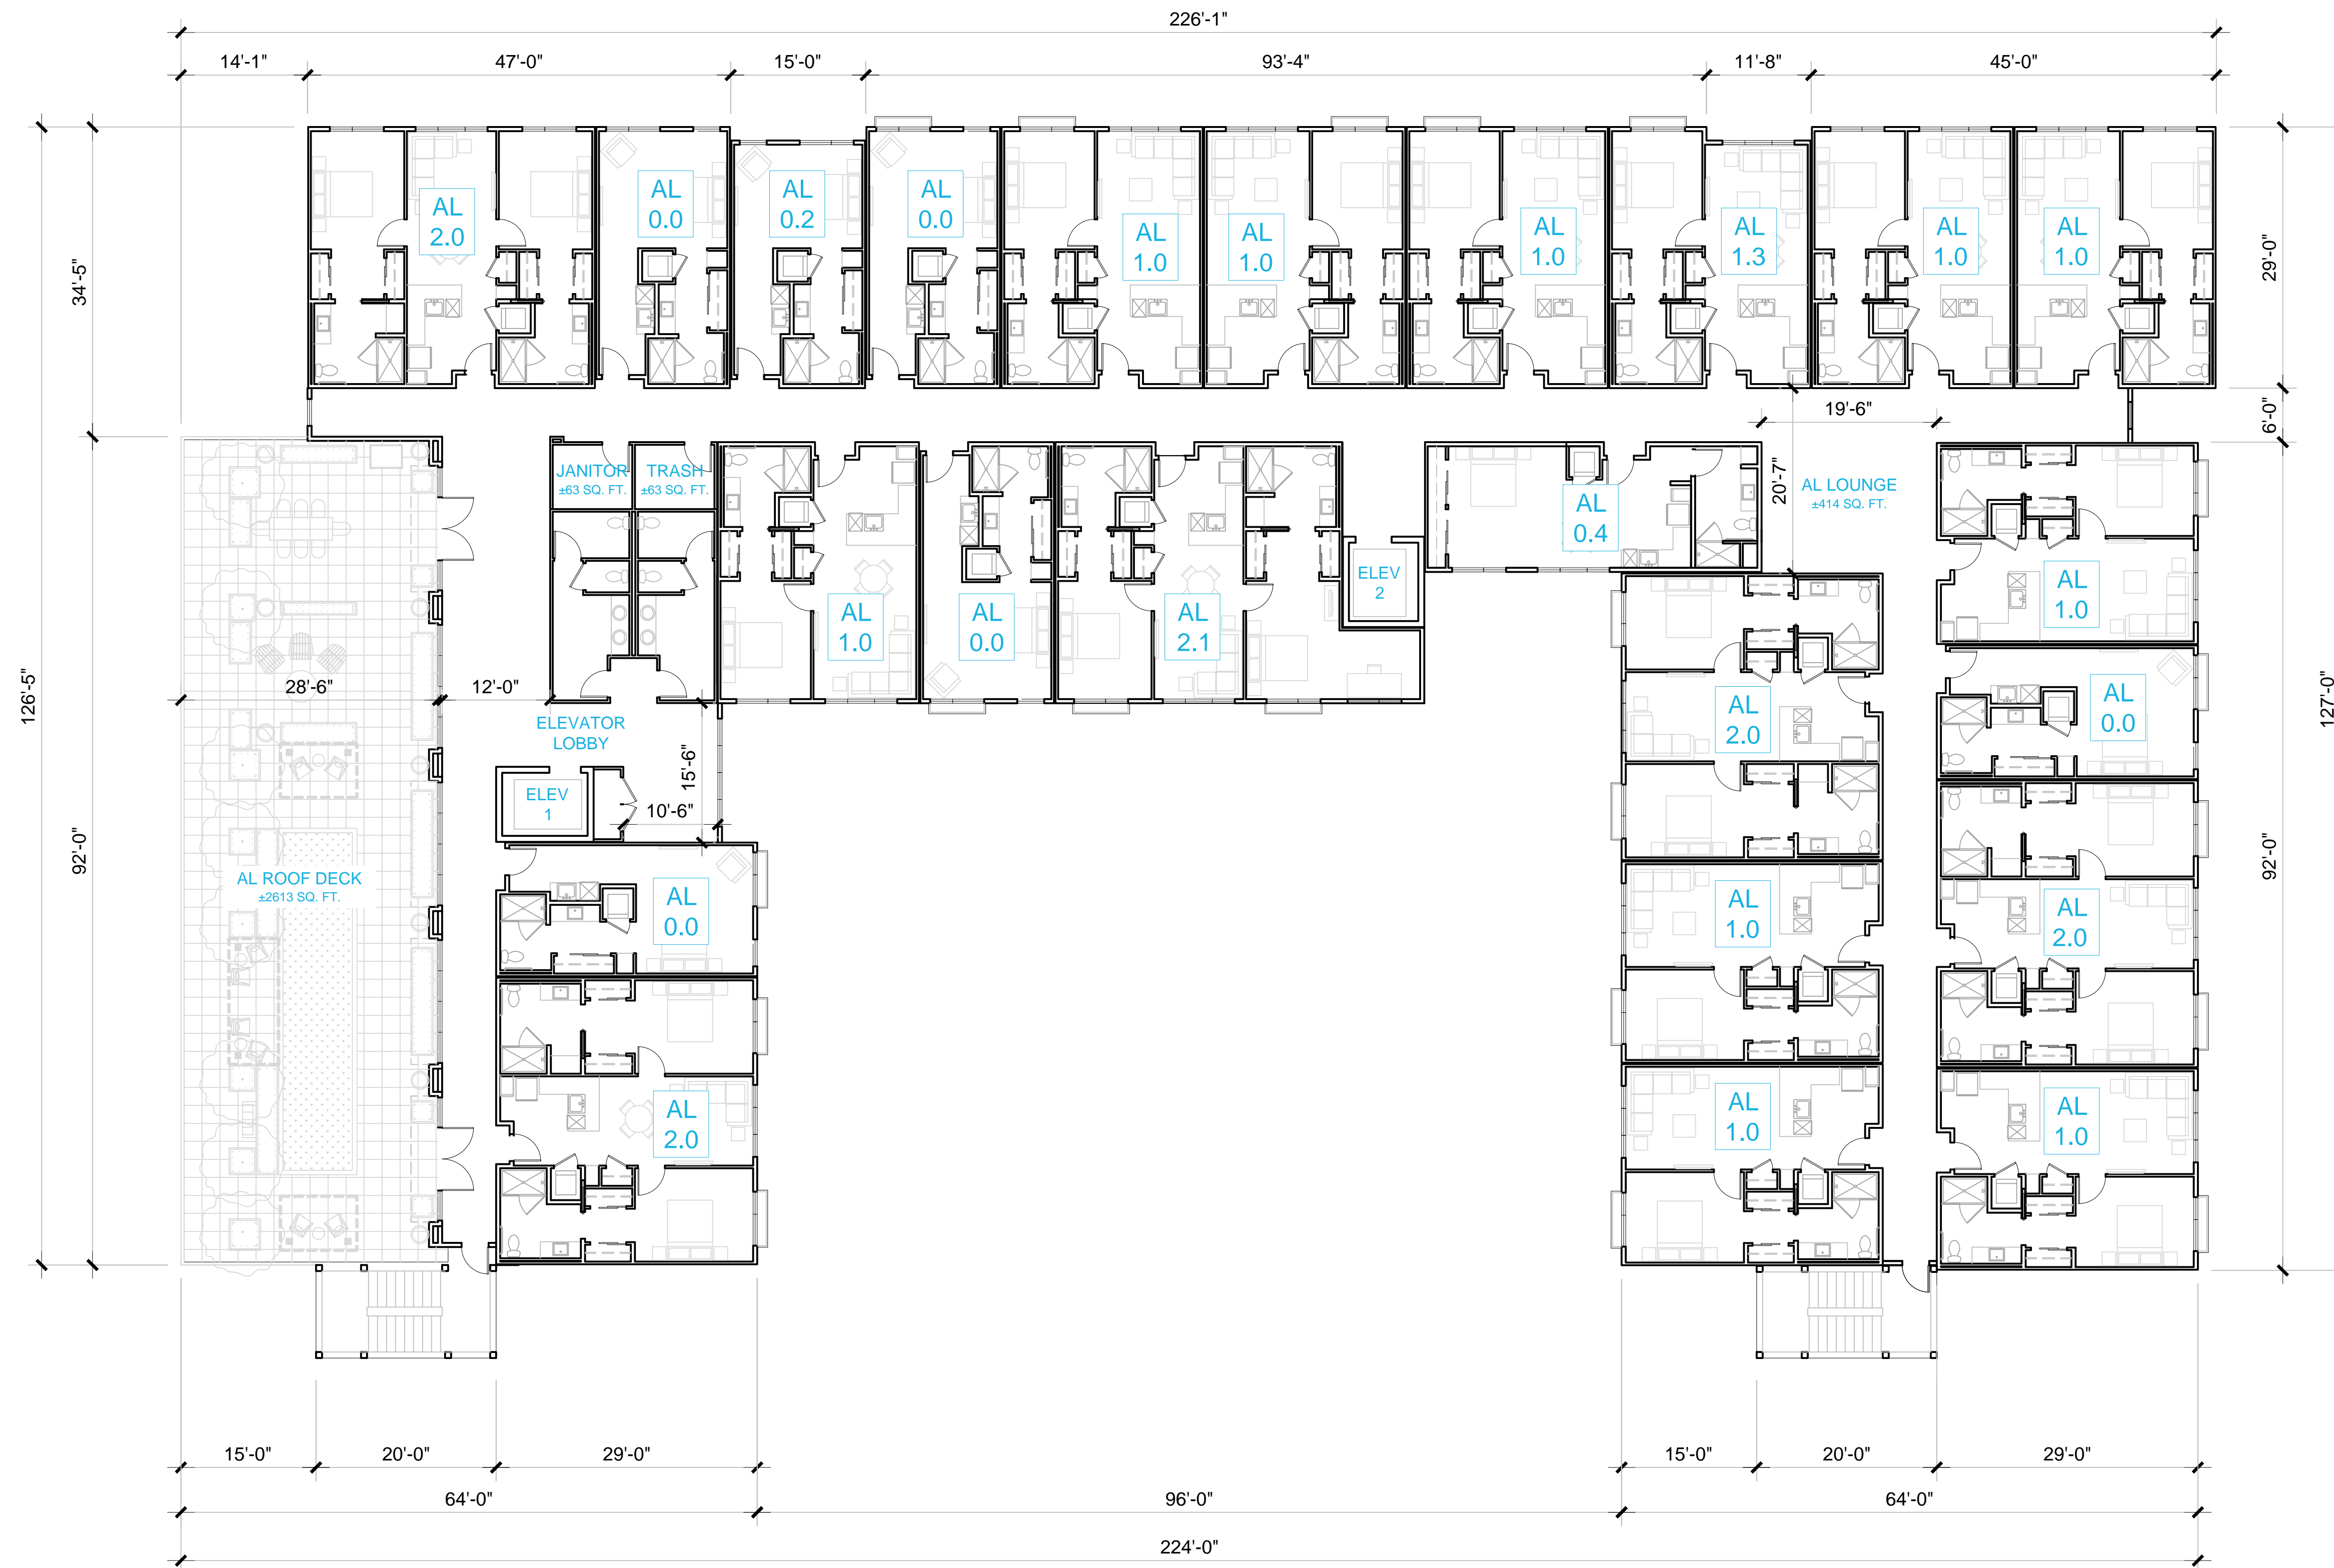 226'-1"
14'-1"
47'-0"
15'-0"
93'-4"
11'-8"
45'-0"
34'-5"
29'-0"
AL
2.0
AL
0.0
AL
0.2
AL
0.0
AL
1.0
AL
1.0
AL
1.0
AL
1.3
AL
1.0
AL
1.0
19'-6"
6'-0"
JANITOR
±63 SQ. FT.
TRASH
±63 SQ. FT.
AL
0.4
20'-7"
AL LOUNGE
±414 SQ. FT.
ELEV
2
AL
1.0
AL
0.0
AL
2.1
AL
1.0
126'-5"
28'-6"
12'-0"
ELEVATOR
LOBBY
15'-6"
AL
2.0
AL
0.0
127'-0"
ELEV
1
10'-6"
92'-0"
92'-0"
AL ROOF DECK
±2613 SQ. FT.
AL
0.0
AL
1.0
AL
2.0
AL
2.0
AL
1.0
AL
1.0
15'-0"
20'-0"
29'-0"
15'-0"
20'-0"
29'-0"
64'-0"
96'-0"
64'-0"
224'-0"